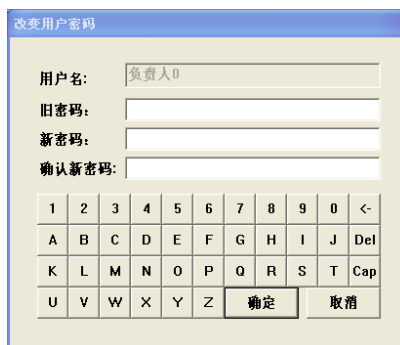 改变用户密码
用户名: 负责人0
旧密码:
新密码:
确认新密码:
1 2 3 4 5 6 7 8 9 0 <-
A B C D E F G H I J Del
K L M N O P Q R S T Cap
U V W X Y Z 确定 取消